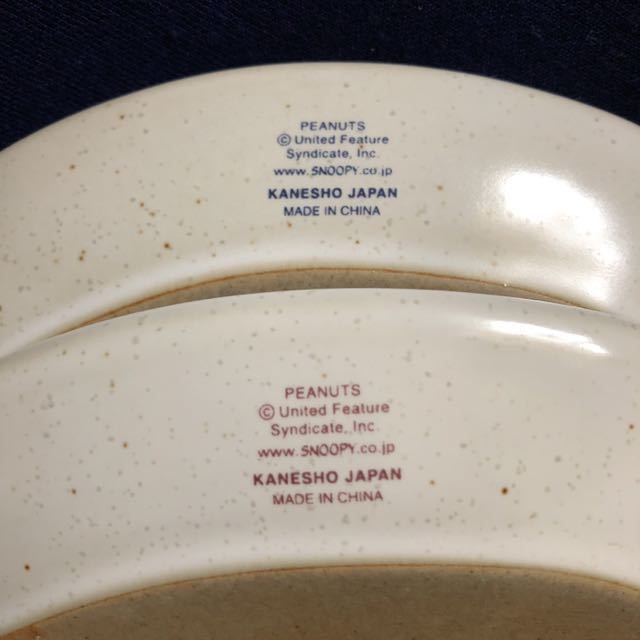 PEANUTS
© United Feature
Syndicate, Inc.
www.SNOOPY.co.jp
KANESHO JAPAN
MADE IN CHINA
PEANUTS
© United Feature
Syndicate, Inc.
www.SNOOPY.co.jp
KANESHO JAPAN
MADE IN CHINA